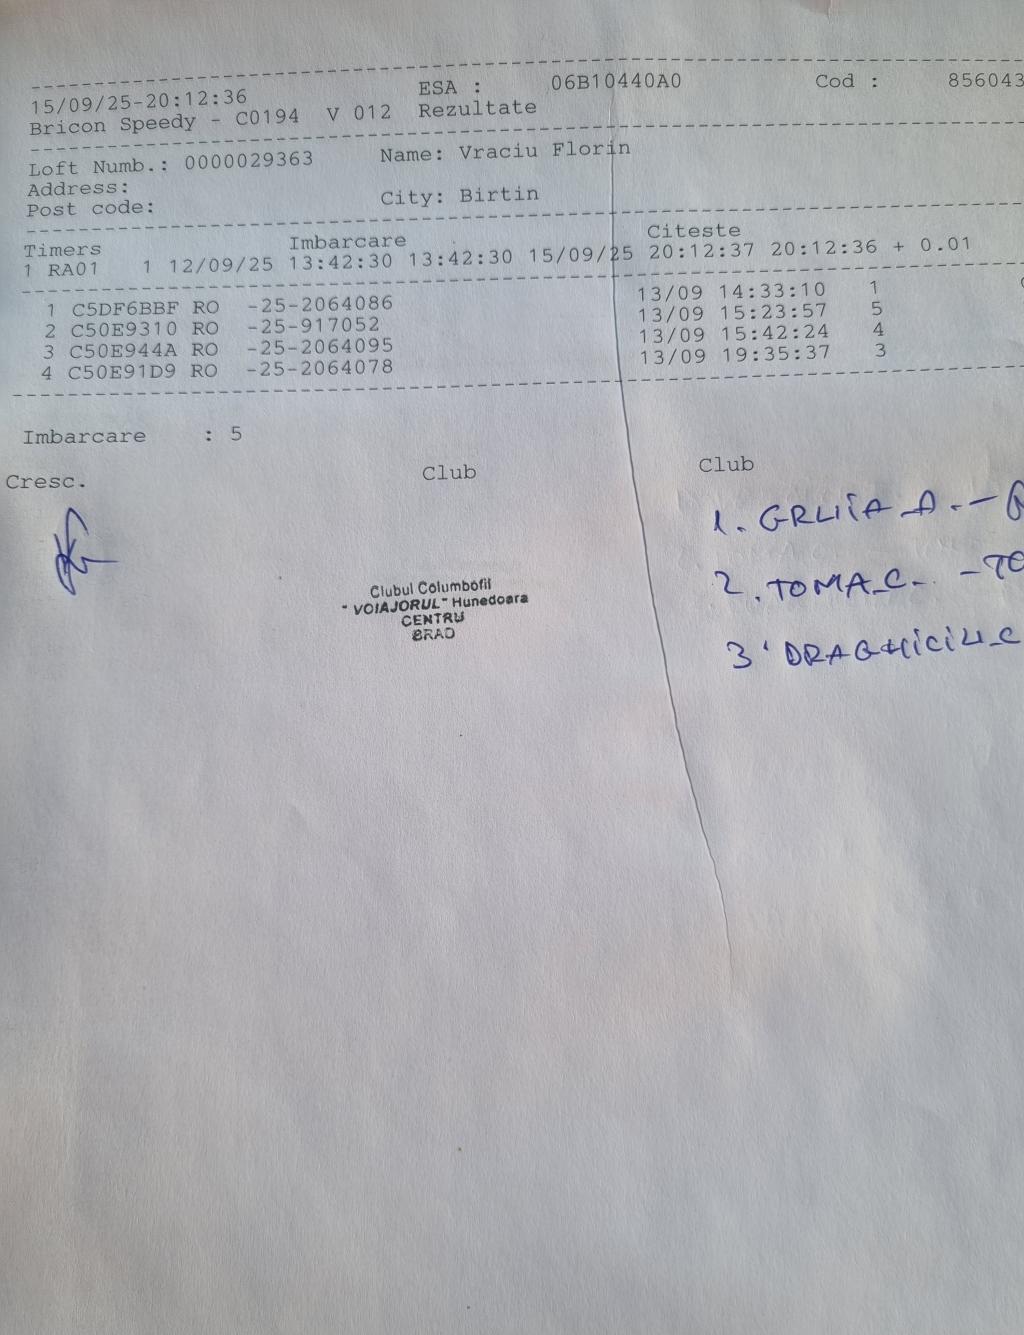 15/09/25-20:12:36 ESA : 06B10440A0 Cod : 856043
Bricon Speedy - C0194 V 012 Rezultate
Loft Numb.: 0000029363 Name: Vraciu Florin
Address:
Post code: City: Birtin
Timers Imbarcare Citeste
1 RA01 1 12/09/25 13:42:30 13:42:30 15/09/25 20:12:37 20:12:36 + 0.01
1 C5DF6BBF RO -25-2064086 13/09 14:33:10 1
2 C50E9310 RO -25-917052 13/09 15:23:57 5
3 C50E944A RO -25-2064095 13/09 15:42:24 4
4 C50E91D9 RO -25-2064078 13/09 19:35:37 3
Imbarcare : 5
Cresc. Club Club
1. GRUIA A. -
2. TOMA C. - TO
3. DRAGHICIU C
Clubul Columbofil
"VOIAJORUL" Hunedoara
CENTRU
BRAD